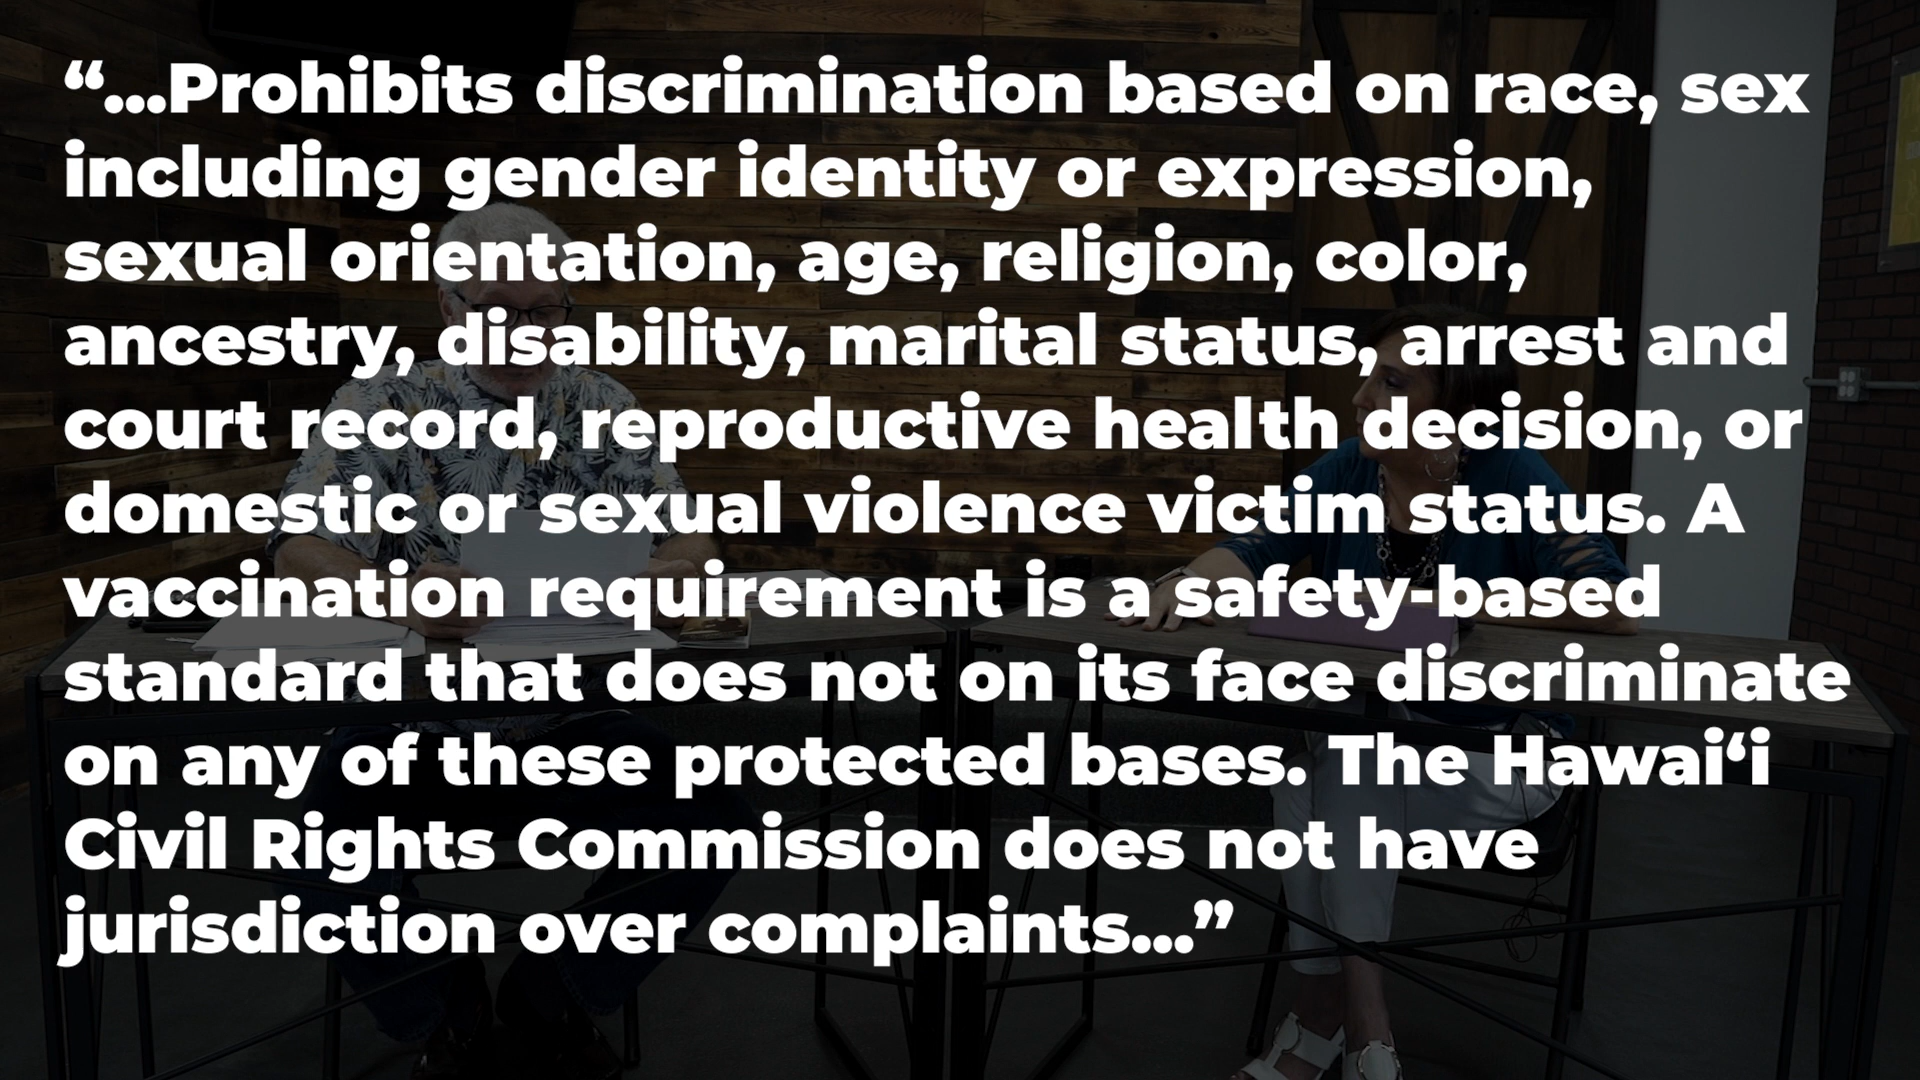 “...Prohibits discrimination based on race, sex
including gender identity or expression,
sexual orientation, age, religion, color,
ancestry, disability, marital status, arrest and
court record, reproductive health decision, or
domestic or sexual violence victim status. A
vaccination requirement is a safety-based
standard that does not on its face discriminate
on any of these protected bases. The Hawai‘i
Civil Rights Commission does not have
jurisdiction over complaints...”